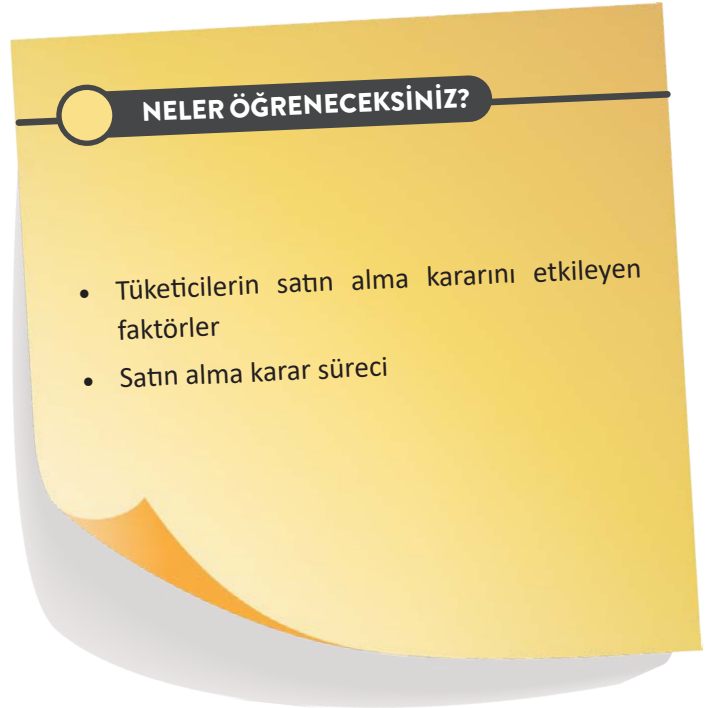 NELER ÖĞRENECEKSİNİZ?
• Tüketicilerin satın alma kararını etkileyen
faktörler
• Satın alma karar süreci